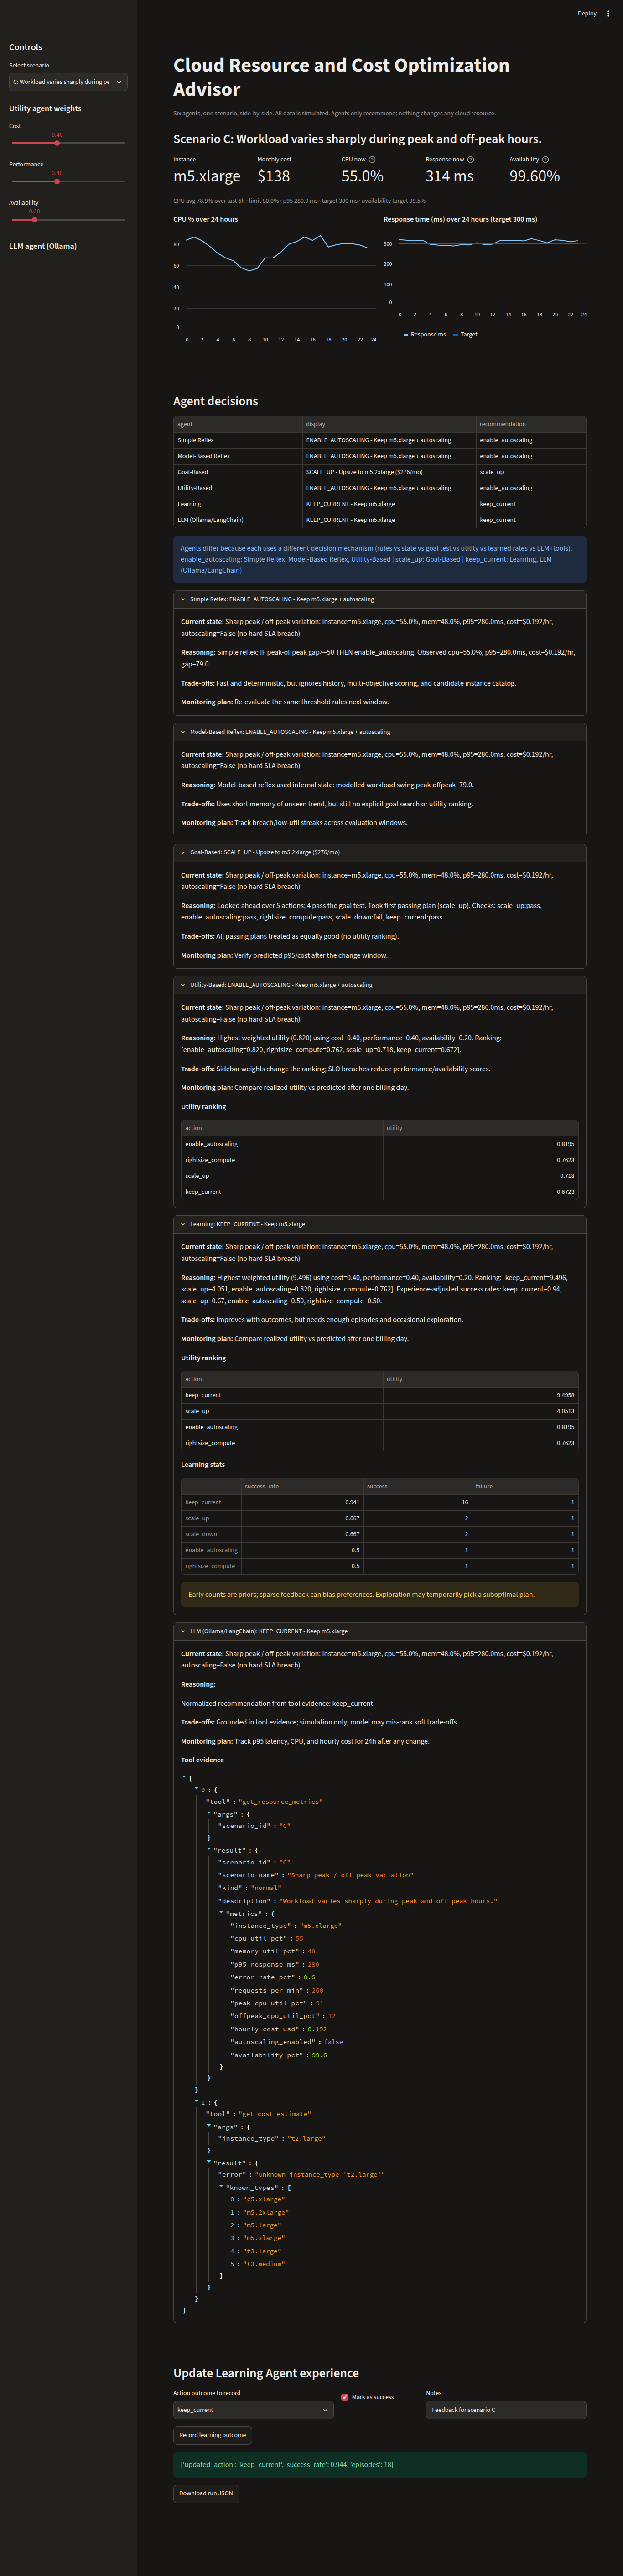 Deploy
Controls
Select scenario
C: Workload varies sharply during pe
Utility agent weights
Cost
0.40
Performance
0.40
Availability
0.20
LLM agent (Ollama)
Cloud Resource and Cost Optimization
Advisor
Six agents, one scenario, side-by-side. All data is simulated. Agents only recommend; nothing changes any cloud resource.
Scenario C: Workload varies sharply during peak and off-peak hours.
Instance Monthly cost CPU now Response now Availability
m5.xlarge $138 55.0% 314 ms 99.60%
CPU avg 78.9% over last 6h · limit 80.0% · p95 280.0 ms · target 300 ms · availability target 99.5%
CPU % over 24 hours
80
60
40
20
0
0 2 4 6 8 10 12 14 16 18 20 22 24
Response time (ms) over 24 hours (target 300 ms)
300
200
100
0
0 2 4 6 8 10 12 14 16 18 20 22 24
Response ms Target
Agent decisions
agent display recommendation
Simple Reflex ENABLE_AUTOSCALING - Keep m5.xlarge + autoscaling enable_autoscaling
Model-Based Reflex ENABLE_AUTOSCALING - Keep m5.xlarge + autoscaling enable_autoscaling
Goal-Based SCALE_UP - Upsize to m5.2xlarge ($276/mo) scale_up
Utility-Based ENABLE_AUTOSCALING - Keep m5.xlarge + autoscaling enable_autoscaling
Learning KEEP_CURRENT - Keep m5.xlarge keep_current
LLM (Ollama/LangChain) KEEP_CURRENT - Keep m5.xlarge keep_current
Agents differ because each uses a different decision mechanism (rules vs state vs goal test vs utility vs learned rates vs LLM+tools).
enable_autoscaling: Simple Reflex, Model-Based Reflex, Utility-Based | scale_up: Goal-Based | keep_current: Learning, LLM
(Ollama/LangChain)
Simple Reflex: ENABLE_AUTOSCALING - Keep m5.xlarge + autoscaling
Current state: Sharp peak / off-peak variation: instance=m5.xlarge, cpu=55.0%, mem=48.0%, p95=280.0ms, cost=$0.192/hr,
autoscaling=False (no hard SLA breach)
Reasoning: Simple reflex: IF peak-offpeak gap>=50 THEN enable_autoscaling. Observed cpu=55.0%, p95=280.0ms, cost=$0.192/hr,
gap=79.0.
Trade-offs: Fast and deterministic, but ignores history, multi-objective scoring, and candidate instance catalog.
Monitoring plan: Re-evaluate the same threshold rules next window.
Model-Based Reflex: ENABLE_AUTOSCALING - Keep m5.xlarge + autoscaling
Current state: Sharp peak / off-peak variation: instance=m5.xlarge, cpu=55.0%, mem=48.0%, p95=280.0ms, cost=$0.192/hr,
autoscaling=False (no hard SLA breach)
Reasoning: Model-based reflex used internal state: modelled workload swing peak-offpeak=79.0.
Trade-offs: Uses short memory of unseen trend, but still no explicit goal search or utility ranking.
Monitoring plan: Track breach/low-util streaks across evaluation windows.
Goal-Based: SCALE_UP - Upsize to m5.2xlarge ($276/mo)
Current state: Sharp peak / off-peak variation: instance=m5.xlarge, cpu=55.0%, mem=48.0%, p95=280.0ms, cost=$0.192/hr,
autoscaling=False (no hard SLA breach)
Reasoning: Looked ahead over 5 actions; 4 pass the goal test. Took first passing plan (scale_up). Checks: scale_up:pass,
enable_autoscaling:pass, rightsize_compute:pass, scale_down:fail, keep_current:pass.
Trade-offs: All passing plans treated as equally good (no utility ranking).
Monitoring plan: Verify predicted p95/cost after the change window.
Utility-Based: ENABLE_AUTOSCALING - Keep m5.xlarge + autoscaling
Current state: Sharp peak / off-peak variation: instance=m5.xlarge, cpu=55.0%, mem=48.0%, p95=280.0ms, cost=$0.192/hr,
autoscaling=False (no hard SLA breach)
Reasoning: Highest weighted utility (0.820) using cost=0.40, performance=0.40, availability=0.20. Ranking:
[enable_autoscaling=0.820, rightsize_compute=0.762, scale_up=0.718, keep_current=0.672].
Trade-offs: Sidebar weights change the ranking; SLO breaches reduce performance/availability scores.
Monitoring plan: Compare realized utility vs predicted after one billing day.
Utility ranking
action utility
enable_autoscaling 0.8195
rightsize_compute 0.7623
scale_up 0.718
keep_current 0.6723
Learning: KEEP_CURRENT - Keep m5.xlarge
Current state: Sharp peak / off-peak variation: instance=m5.xlarge, cpu=55.0%, mem=48.0%, p95=280.0ms, cost=$0.192/hr,
autoscaling=False (no hard SLA breach)
Reasoning: Highest weighted utility (9.496) using cost=0.40, performance=0.40, availability=0.20. Ranking: [keep_current=9.496,
scale_up=4.051, enable_autoscaling=0.820, rightsize_compute=0.762]. Experience-adjusted success rates: keep_current=0.94,
scale_up=0.67, enable_autoscaling=0.50, rightsize_compute=0.50.
Trade-offs: Improves with outcomes, but needs enough episodes and occasional exploration.
Monitoring plan: Compare realized utility vs predicted after one billing day.
Utility ranking
action utility
keep_current 9.4958
scale_up 4.0513
enable_autoscaling 0.8195
rightsize_compute 0.7623
Learning stats
success_rate success failure
keep_current 0.941 16 1
scale_up 0.667 2 1
scale_down 0.667 2 1
enable_autoscaling 0.5 1 1
rightsize_compute 0.5 1 1
Early counts are priors; sparse feedback can bias preferences. Exploration may temporarily pick a suboptimal plan.
LLM (Ollama/LangChain): KEEP_CURRENT - Keep m5.xlarge
Current state: Sharp peak / off-peak variation: instance=m5.xlarge, cpu=55.0%, mem=48.0%, p95=280.0ms, cost=$0.192/hr,
autoscaling=False (no hard SLA breach)
Reasoning:
Normalized recommendation from tool evidence: keep_current.
Trade-offs: Grounded in tool evidence; simulation only; model may mis-rank soft trade-offs.
Monitoring plan: Track p95 latency, CPU, and hourly cost for 24h after any change.
Tool evidence
[
0 : {
"tool" : "get_resource_metrics"
"args" : {
"scenario_id" : "C"
}
"result" : {
"scenario_id" : "C"
"scenario_name" : "Sharp peak / off-peak variation"
"kind" : "normal"
"description" : "Workload varies sharply during peak and off-peak hours."
"metrics" : {
"instance_type" : "m5.xlarge"
"cpu_util_pct" : 55
"memory_util_pct" : 48
"p95_response_ms" : 280
"error_rate_pct" : 0.6
"requests_per_min" : 260
"peak_cpu_util_pct" : 91
"offpeak_cpu_util_pct" : 12
"hourly_cost_usd" : 0.192
"autoscaling_enabled" : false
"availability_pct" : 99.6
}
}
}
1 : {
"tool" : "get_cost_estimate"
"args" : {
"instance_type" : "t2.large"
}
"result" : {
"error" : "Unknown instance_type 't2.large'"
"known_types" : [
0 : "c5.xlarge"
1 : "m5.2xlarge"
2 : "m5.large"
3 : "m5.xlarge"
4 : "t3.large"
5 : "t3.medium"
]
}
}
]
Update Learning Agent experience
Action outcome to record
keep_current
Mark as success
Notes
Feedback for scenario C
Record learning outcome
{'updated_action': 'keep_current', 'success_rate': 0.944, 'episodes': 18}
Download run JSON